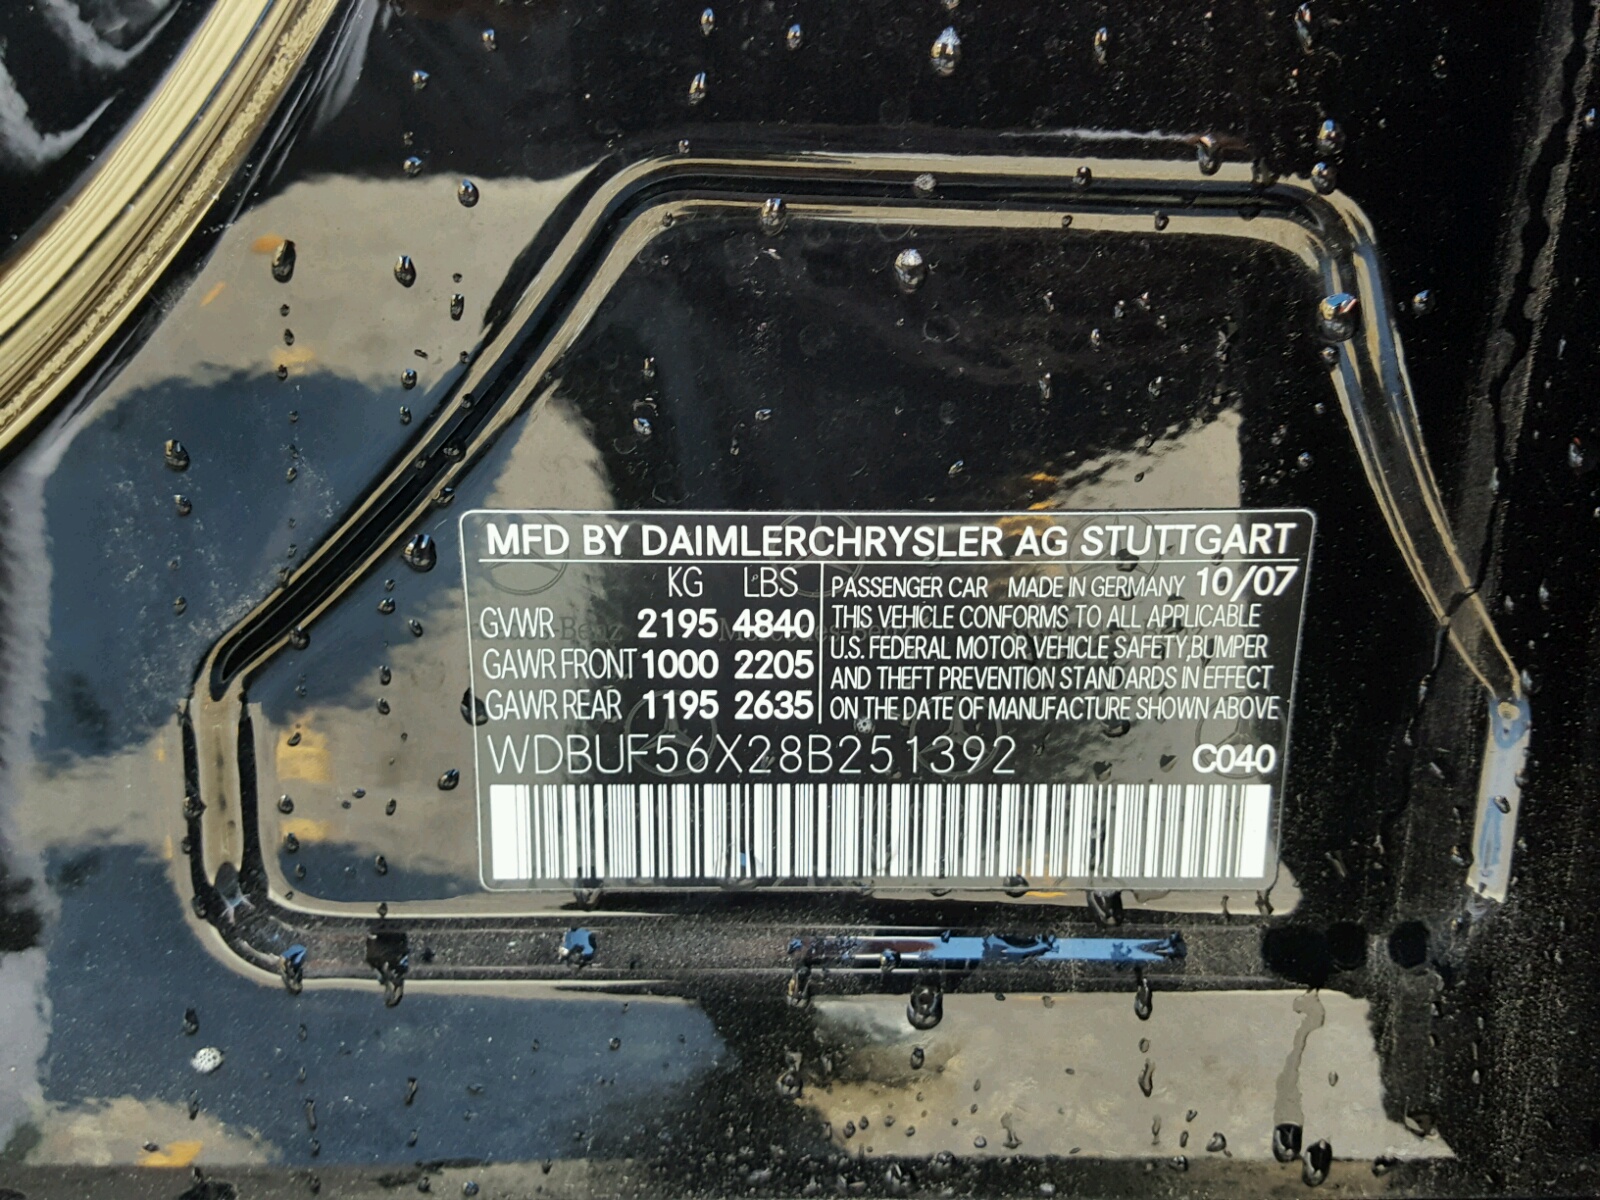 MFD BY DAIMLERCHRYSLER AG STUTTGART
KG LBS
GVWR 2195 4840
GAWR FRONT 1000 2205
GAWR REAR 1195 2635
PASSENGER CAR MADE IN GERMANY 10/07
THIS VEHICLE CONFORMS TO ALL APPLICABLE
U.S. FEDERAL MOTOR VEHICLE SAFETY,BUMPER
AND THEFT PREVENTION STANDARDS IN EFFECT
ON THE DATE OF MANUFACTURE SHOWN ABOVE
WDBUF56X28B251392 C040